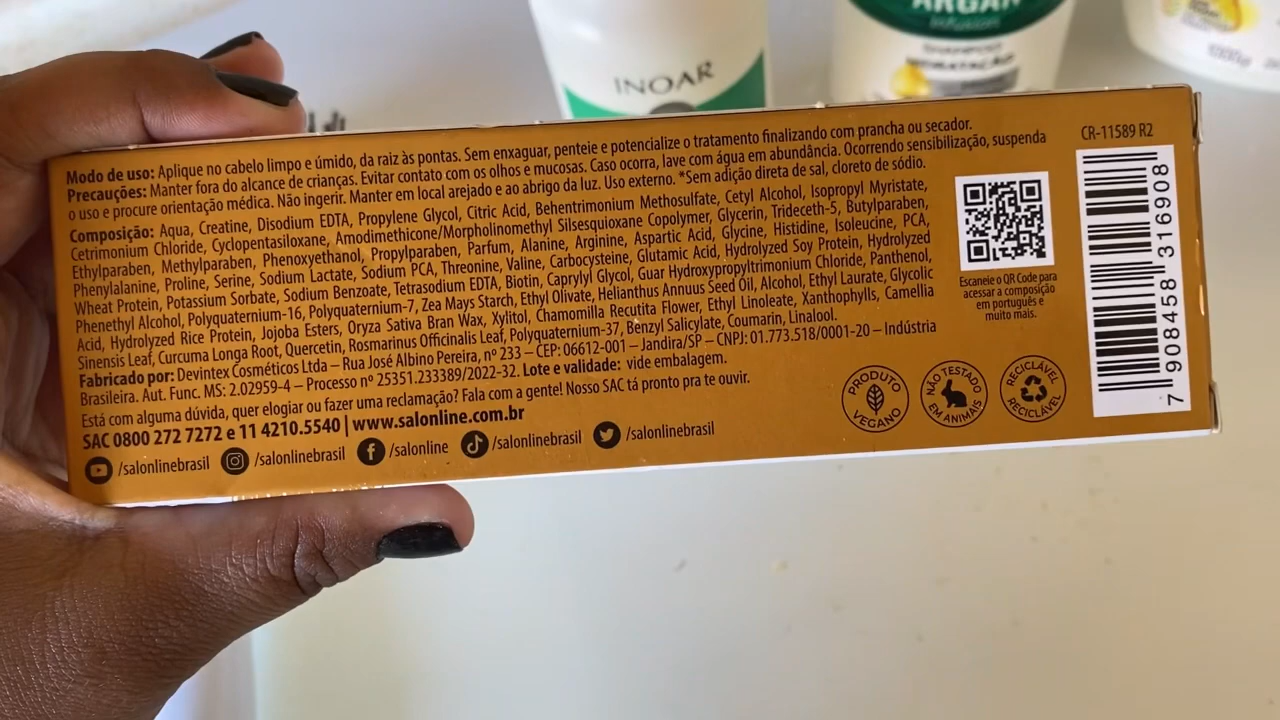 INOAR
ARGAN
Infusion
SHAMPOO
HIDRATAÇÃO
1000g
Modo de uso: Aplique no cabelo limpo e úmido, da raiz às pontas. Sem enxaguar, penteie e potencialize o tratamento finalizando com prancha ou secador.
Precauções: Manter fora do alcance de crianças. Evitar contato com os olhos e mucosas. Caso ocorra, lave com água em abundância. Ocorrendo sensibilização, suspenda
o uso e procure orientação médica. Não ingerir. Manter em local arejado e ao abrigo da luz. Uso externo. *Sem adição direta de sal, cloreto de sódio.
Composição: Aqua, Creatine, Disodium EDTA, Propylene Glycol, Citric Acid, Behentrimonium Methosulfate, Cetyl Alcohol, Isopropyl Myristate,
Cetrimonium Chloride, Cyclopentasiloxane, Amodimethicone/Morpholinomethyl Silsesquioxane Copolymer, Glycerin, Trideceth-5, Butylparaben,
Ethylparaben, Methylparaben, Phenoxyethanol, Propylparaben, Parfum, Alanine, Arginine, Aspartic Acid, Glycine, Histidine, Isoleucine, PCA,
Phenylalanine, Proline, Serine, Sodium Lactate, Sodium PCA, Threonine, Valine, Carbocysteine, Glutamic Acid, Hydrolyzed Soy Protein, Hydrolyzed
Wheat Protein, Potassium Sorbate, Sodium Benzoate, Tetrasodium EDTA, Biotin, Caprylyl Glycol, Guar Hydroxypropyltrimonium Chloride, Panthenol,
Phenethyl Alcohol, Polyquaternium-16, Polyquaternium-7, Zea Mays Starch, Ethyl Olivate, Helianthus Annuus Seed Oil, Alcohol, Ethyl Laurate, Glycolic
Acid, Hydrolyzed Rice Protein, Jojoba Esters, Oryza Sativa Bran Wax, Xylitol, Chamomilla Recutita Flower, Ethyl Linoleate, Xanthophylls, Camellia
Sinensis Leaf, Curcuma Longa Root, Quercetin, Rosmarinus Officinalis Leaf, Polyquaternium-37, Benzyl Salicylate, Coumarin, Linalool.
Fabricado por: Devintex Cosméticos Ltda – Rua José Albino Pereira, nº 233 – CEP: 06612-001 – Jandira/SP – CNPJ: 01.773.518/0001-20 – Indústria
Brasileira. Aut. Func. MS: 2.02959-4 – Processo nº 25351.233389/2022-32. Lote e validade: vide embalagem.
Está com alguma dúvida, quer elogiar ou fazer uma reclamação? Fala com a gente! Nosso SAC tá pronto pra te ouvir.
SAC 0800 272 7272 e 11 4210.5540 | www.salonline.com.br
/salonlinebrasil /salonlinebrasil /salonline /salonlinebrasil /salonlinebrasil
CR-11589 R2
Escaneie o QR Code para
acessar a composição
em português e
muito mais.
PRODUTO
VEGANO
NÃO TESTADO
EM ANIMAIS
RECICLÁVEL
RECICLÁVEL
7 908458 316908